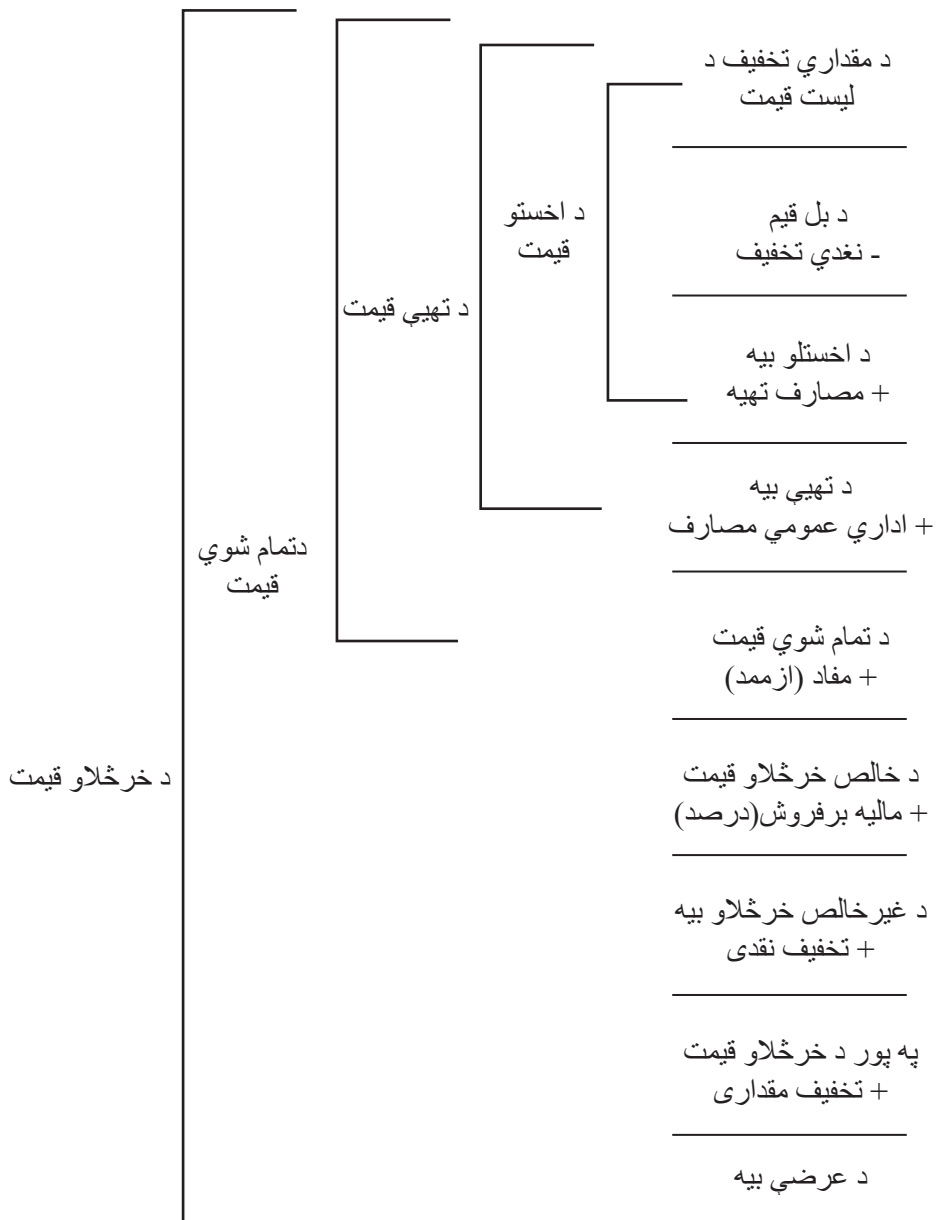 د مقداري تخفيف د
ليست قيمت
د بل قيم
- نغدي تخفيف
د اخستلو بيه
+ مصارف تهيه
د تهيې بيه
+ اداري عمومي مصارف
د تمام شوي قيمت
+ مفاد (ازممد)
د خالص خرڅلاو قيمت
+ ماليه برفروش(درصد)
د غيرخالص خرڅلاو بيه
+ تخفيف نقدی
په پور د خرڅلاو قيمت
+ تخفيف مقداری
د عرضې بيه
د اخستو
قيمت
د تهيې قيمت
دتمام شوي
قيمت
د خرڅلاو قيمت